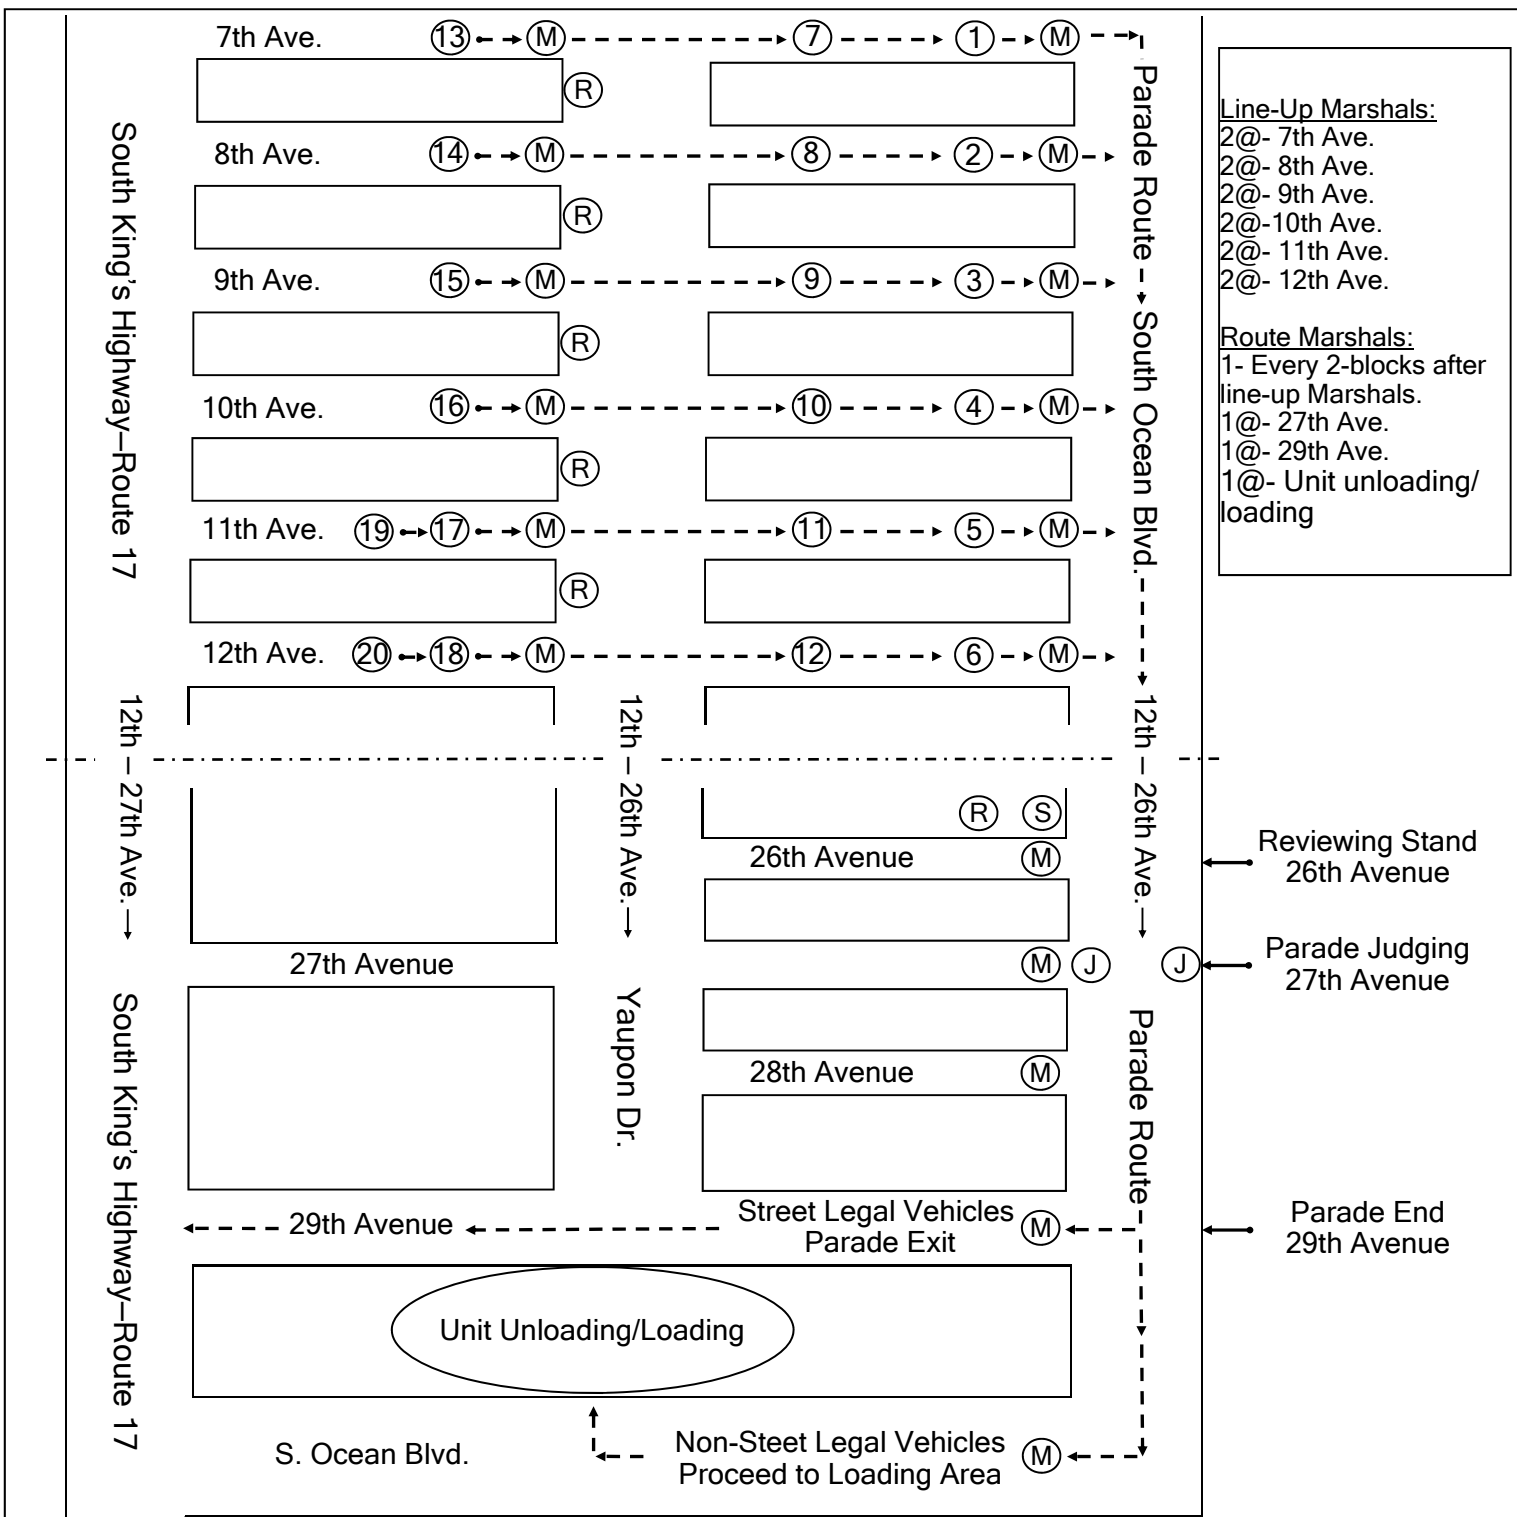 7th Ave. 13 M 7 1 M
R
8th Ave. 14 M 8 2 M
R
9th Ave. 15 M 9 3 M
R
10th Ave. 16 M 10 4 M
R
11th Ave. 19 17 M 11 5 M
R
12th Ave. 20 18 M 12 6 M
South King's Highway–Route 17
12th – 27th Ave.
South King's Highway–Route 17
12th – 26th Ave.
Yaupon Dr.
Parade Route
South Ocean Blvd.
12th – 26th Ave.
Parade Route
Line-Up Marshals:
2@- 7th Ave.
2@- 8th Ave.
2@- 9th Ave.
2@-10th Ave.
2@- 11th Ave.
2@- 12th Ave.
Route Marshals:
1- Every 2-blocks after
line-up Marshals.
1@- 27th Ave.
1@- 29th Ave.
1@- Unit unloading/
loading
R S
26th Avenue M
Reviewing Stand
26th Avenue
27th Avenue M J J
Parade Judging
27th Avenue
28th Avenue M
29th Avenue
Street Legal Vehicles
Parade Exit
M
Parade End
29th Avenue
Unit Unloading/Loading
S. Ocean Blvd.
Non-Steet Legal Vehicles
Proceed to Loading Area
M